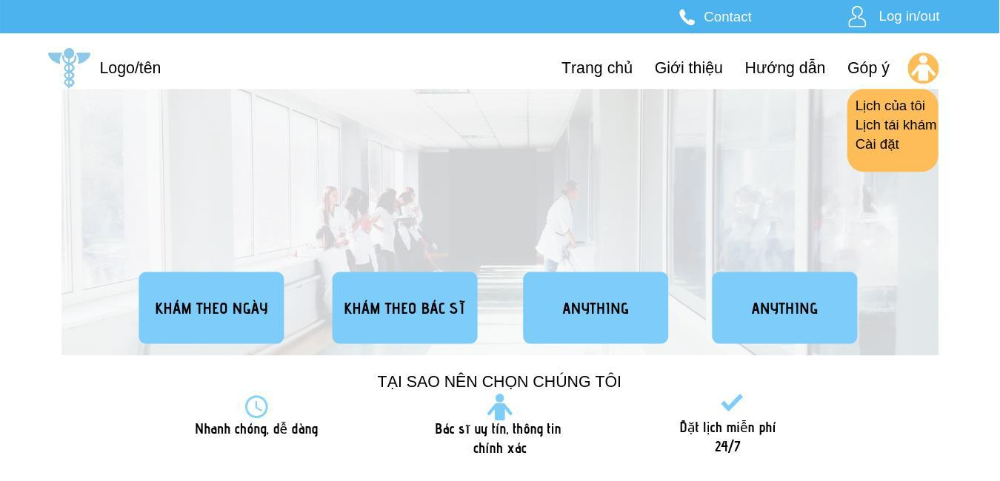 Contact
Log in/out
Logo/tên
Trang chủ
Giới thiệu
Hướng dẫn
Góp ý
Lịch của tôi
Lịch tái khám
Cài đặt
KHÁM THEO NGÀY
KHÁM THEO BÁC SĨ
ANYTHING
ANYTHING
TẠI SAO NÊN CHỌN CHÚNG TÔI
Nhanh chóng, dễ dàng
Bác sĩ uy tín, thông tin
chính xác
Đặt lịch miễn phí
24/7